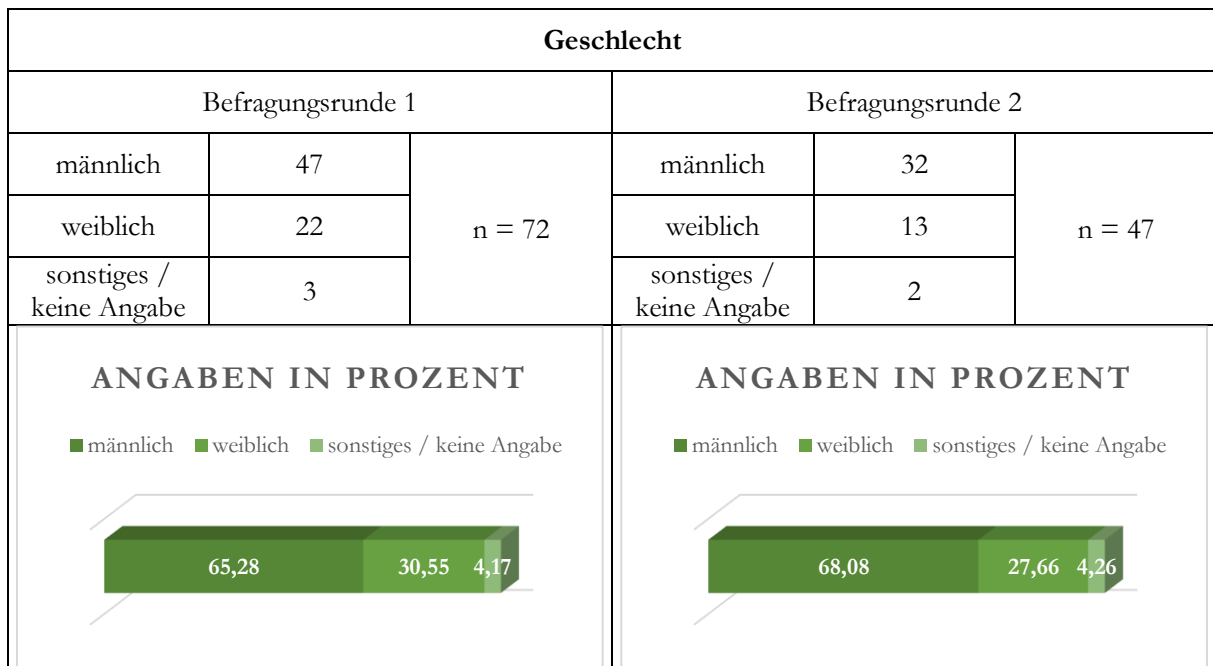 Geschlecht
Befragungsrunde 1
Befragungsrunde 2
männlich
47
n = 72
männlich
32
n = 47
weiblich
22
weiblich
13
sonstiges /
keine Angabe
3
sonstiges /
keine Angabe
2
ANGABEN IN PROZENT
männlich weiblich sonstiges / keine Angabe
65,28 30,55 4,17
ANGABEN IN PROZENT
männlich weiblich sonstiges / keine Angabe
68,08 27,66 4,26